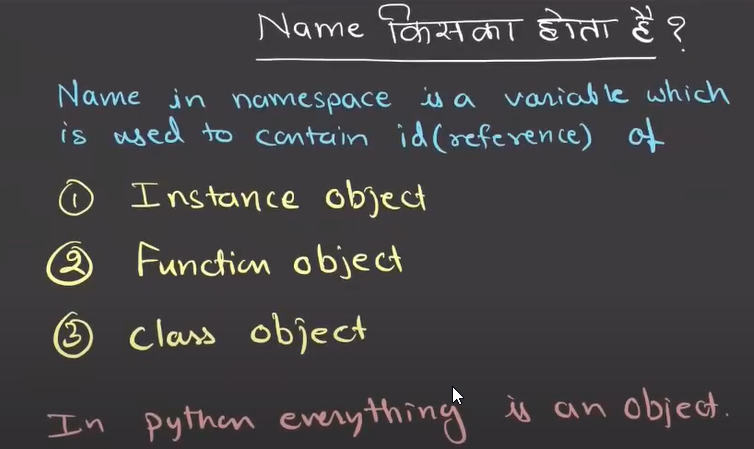 Name किसका होता है?
Name in namespace is a variable which
is used to contain id(reference) of
① Instance object
② Function object
③ class object
In python everything is an object.